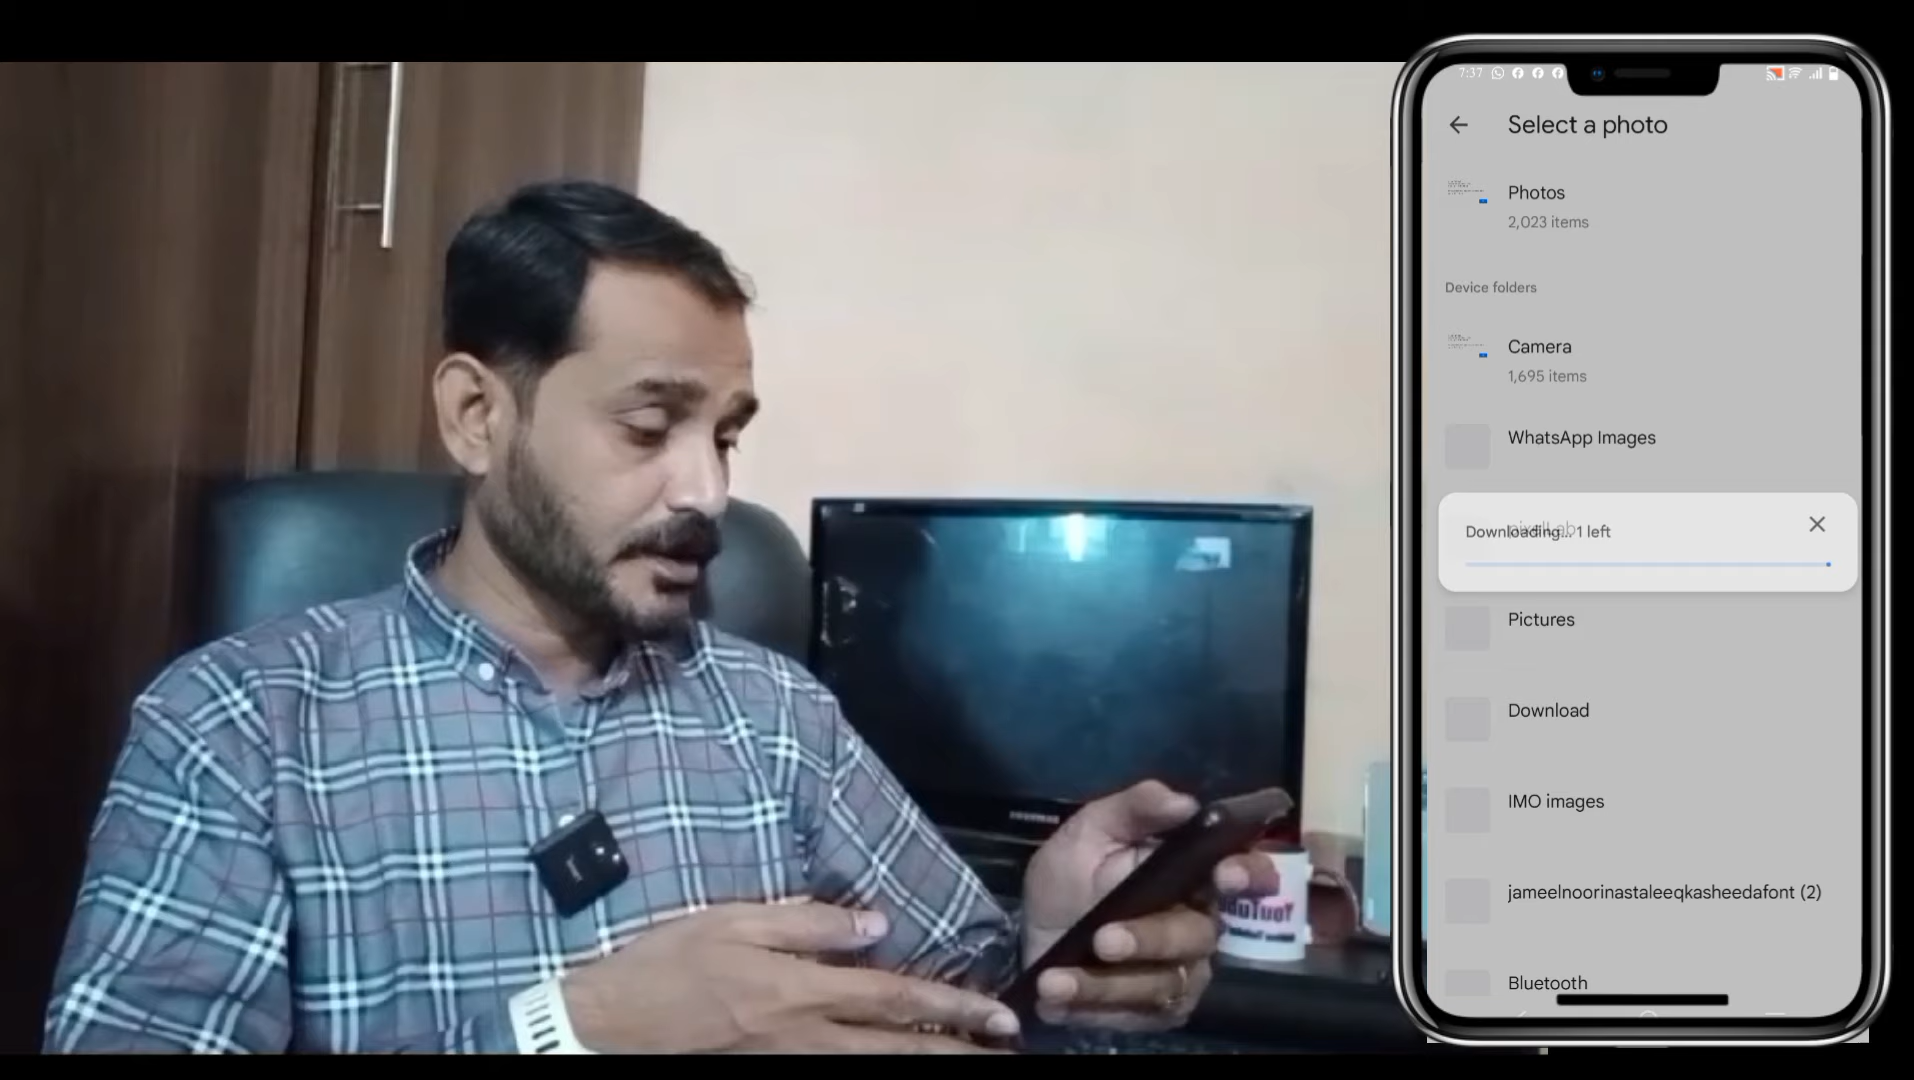 7:37
Select a photo
Photos
2,023 items
Device folders
Camera
1,695 items
WhatsApp Images
Downloading... 1 left
Pictures
Download
IMO images
jameelnoorinastaleeqkasheedafont (2)
Bluetooth